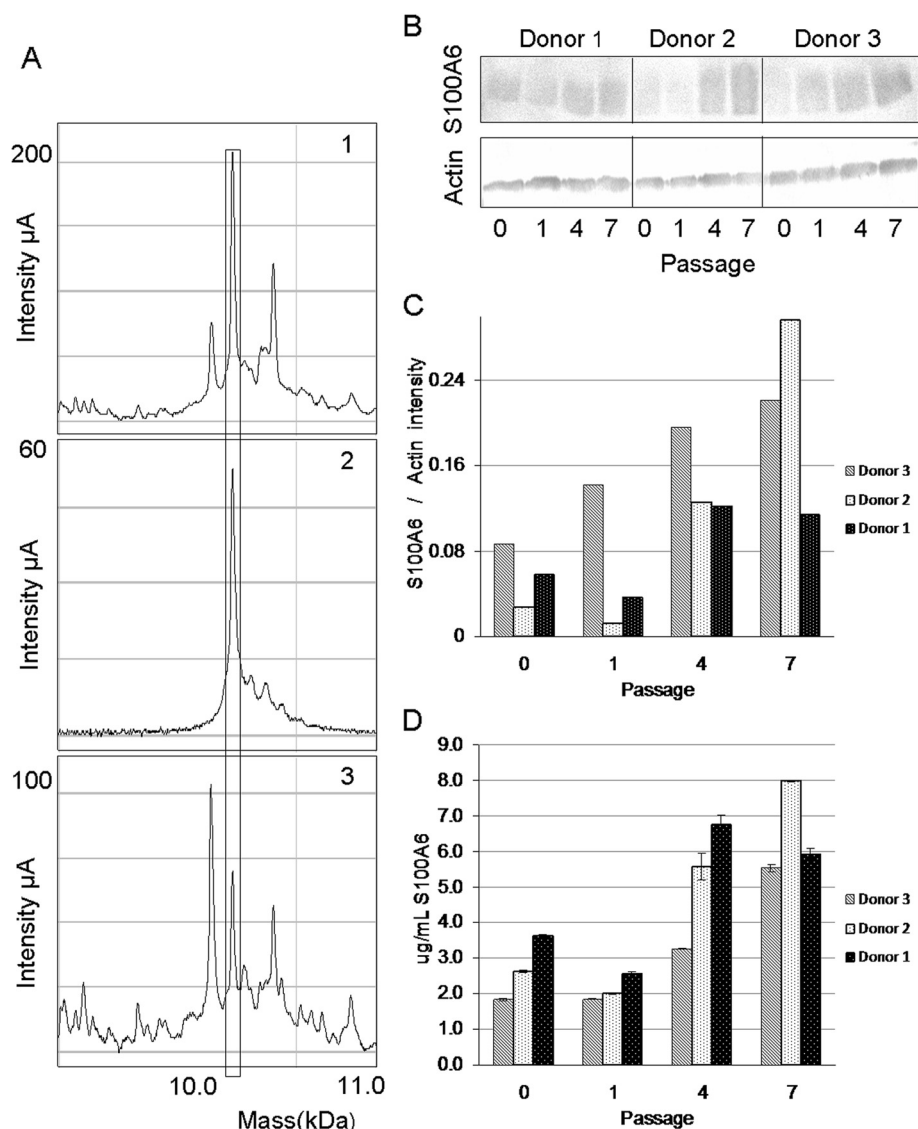 A
200
1
Intensity µA
60
2
Intensity µA
100
3
Intensity µA
10.0
11.0
Mass(kDa)
B
Donor 1
Donor 2
Donor 3
S100A6
Actin
0 1 4 7 0 1 4 7 0 1 4 7
Passage
C
S100A6 / Actin intensity
0.24
0.16
0.08
0
0 1 4 7
Passage
Donor 3
Donor 2
Donor 1
D
ug/mL S100A6
9.0
8.0
7.0
6.0
5.0
4.0
3.0
2.0
1.0
0.0
0 1 4 7
Passage
Donor 3
Donor 2
Donor 1